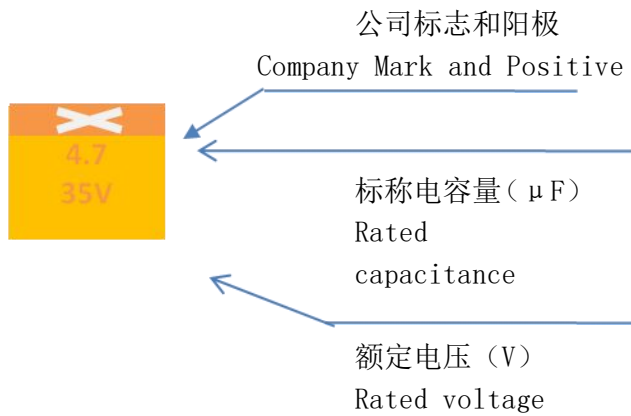 公司标志和阳极
Company Mark and Positive
4.7
35V
标称电容量(μF)
Rated
capacitance
额定电压（V）
Rated voltage